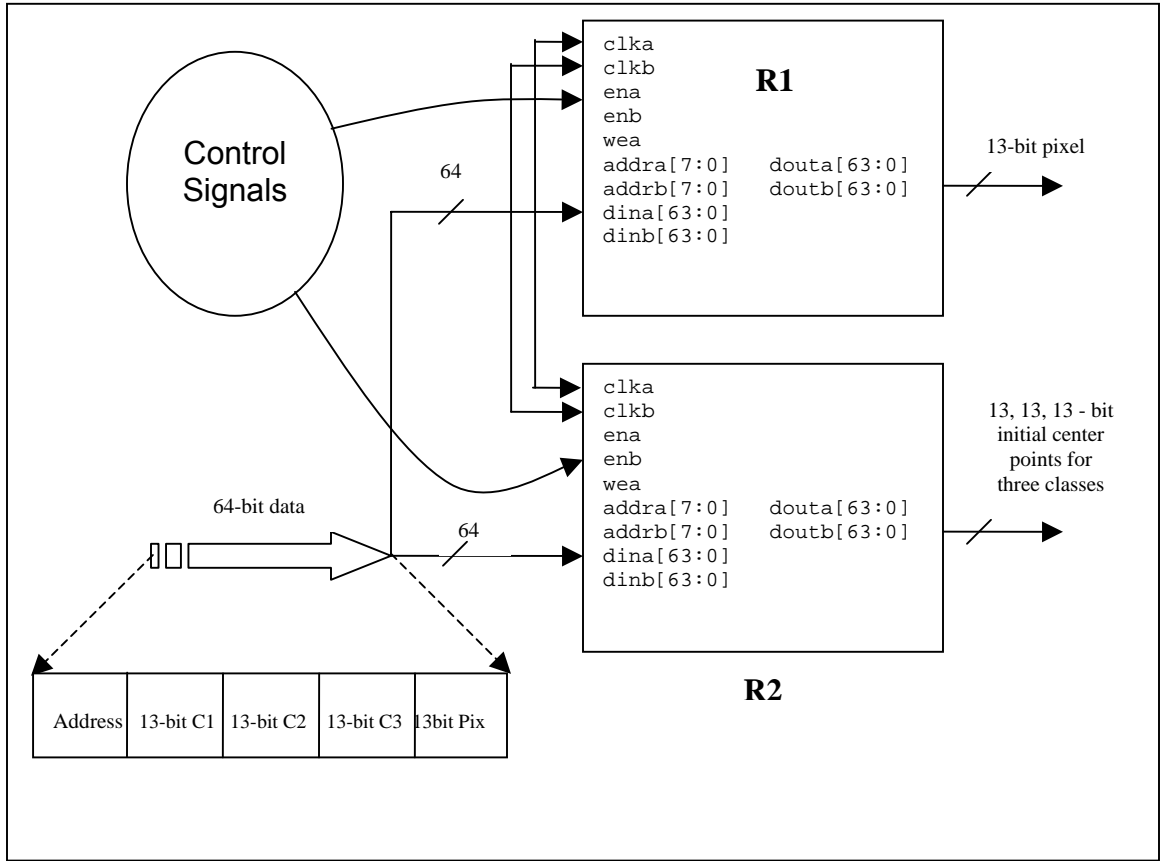 Control
Signals
clka
clkb
ena
enb
wea
addra[7:0] douta[63:0]
addrb[7:0] doutb[63:0]
dina[63:0]
dinb[63:0]
R1
13-bit pixel
64
clka
clkb
ena
enb
wea
addra[7:0] douta[63:0]
addrb[7:0] doutb[63:0]
dina[63:0]
dinb[63:0]
R2
13, 13, 13 - bit
initial center
points for
three classes
64-bit data
64
Address 13-bit C1 13-bit C2 13-bit C3 13bit Pix